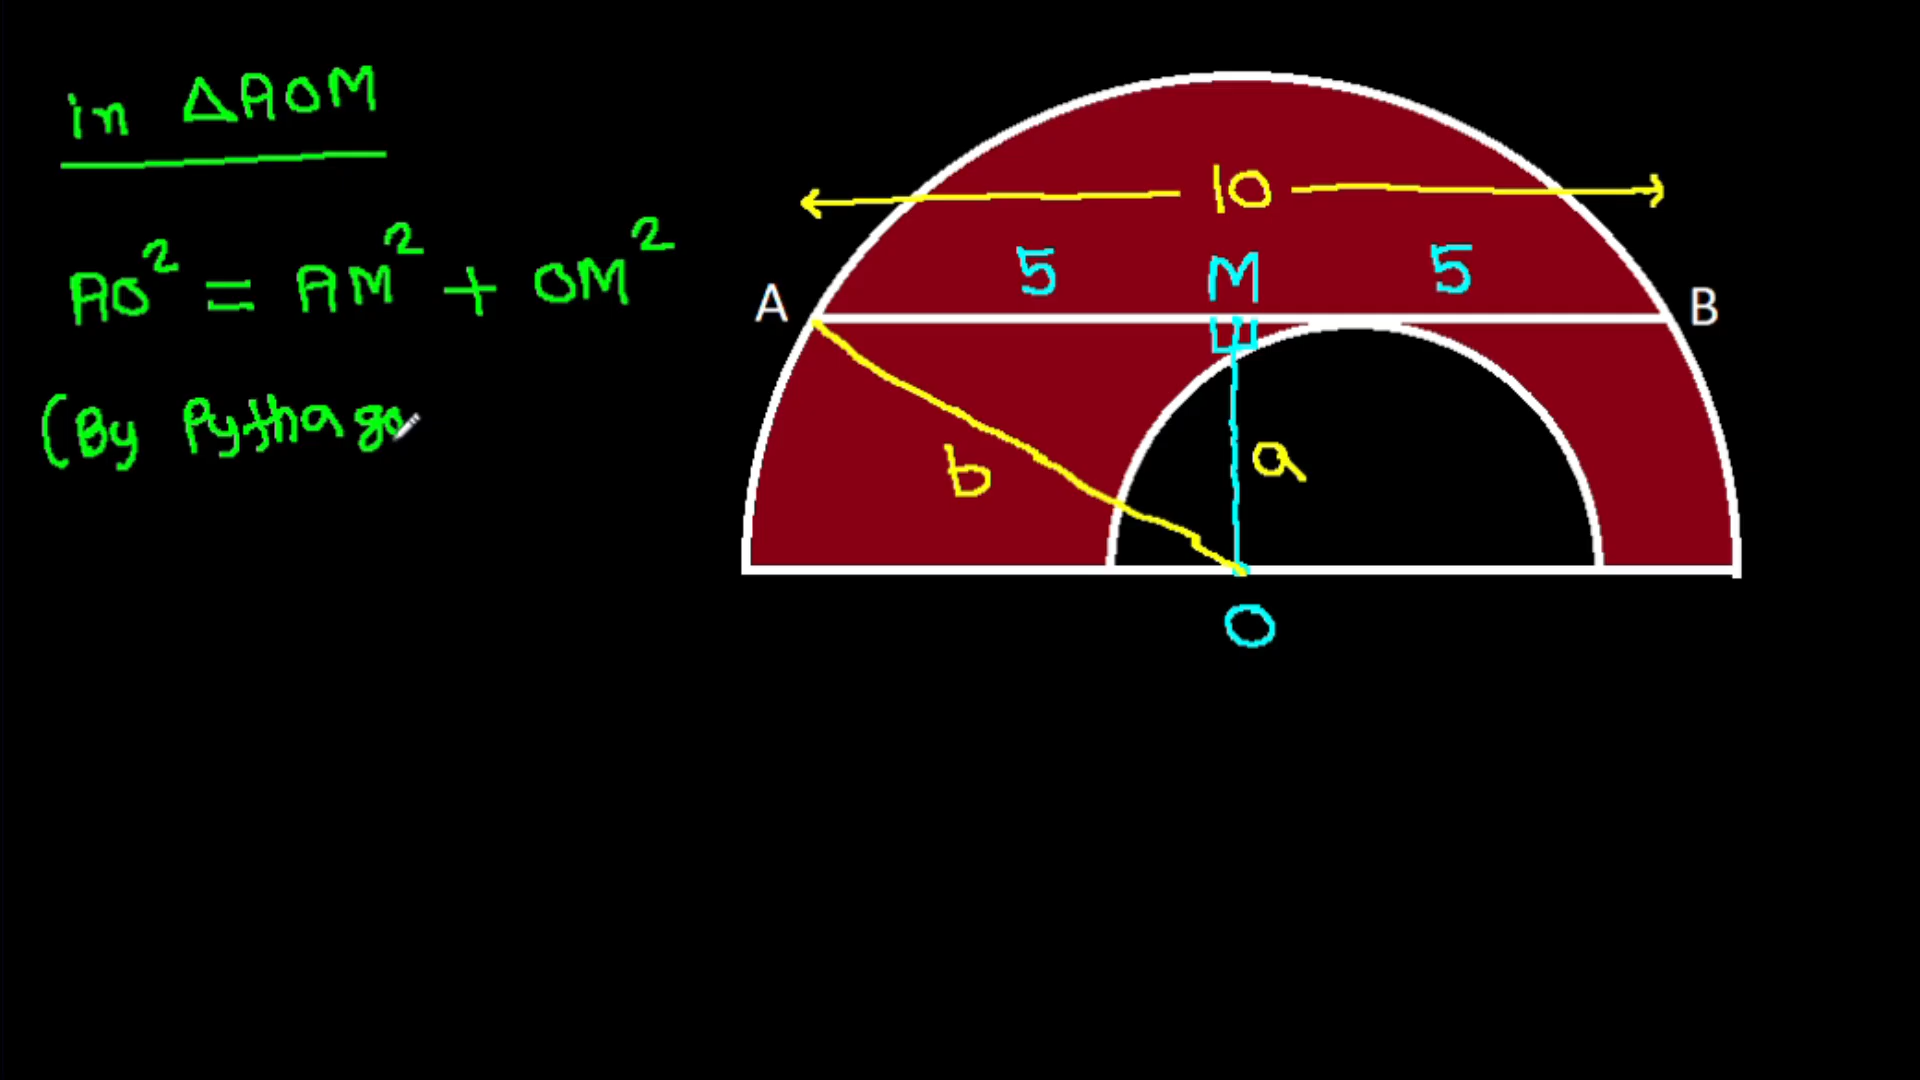 in ΔAOM
AO² = AM² + OM²
(By Pythago
10
5 M 5
A B
b a
O